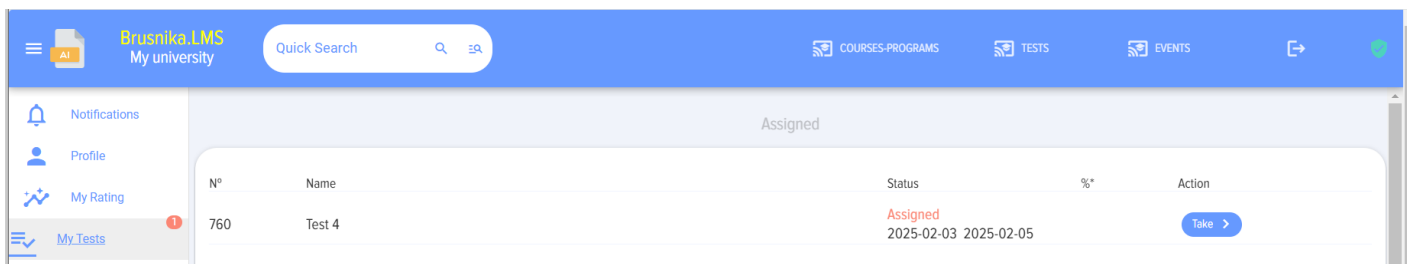 AI
Brusnika.LMS
My university
Quick Search
COURSES-PROGRAMS
TESTS
EVENTS
Notifications
Profile
My Rating
1
My Tests
Assigned
Nº Name Status %* Action
760 Test 4 Assigned Take
2025-02-03 2025-02-05